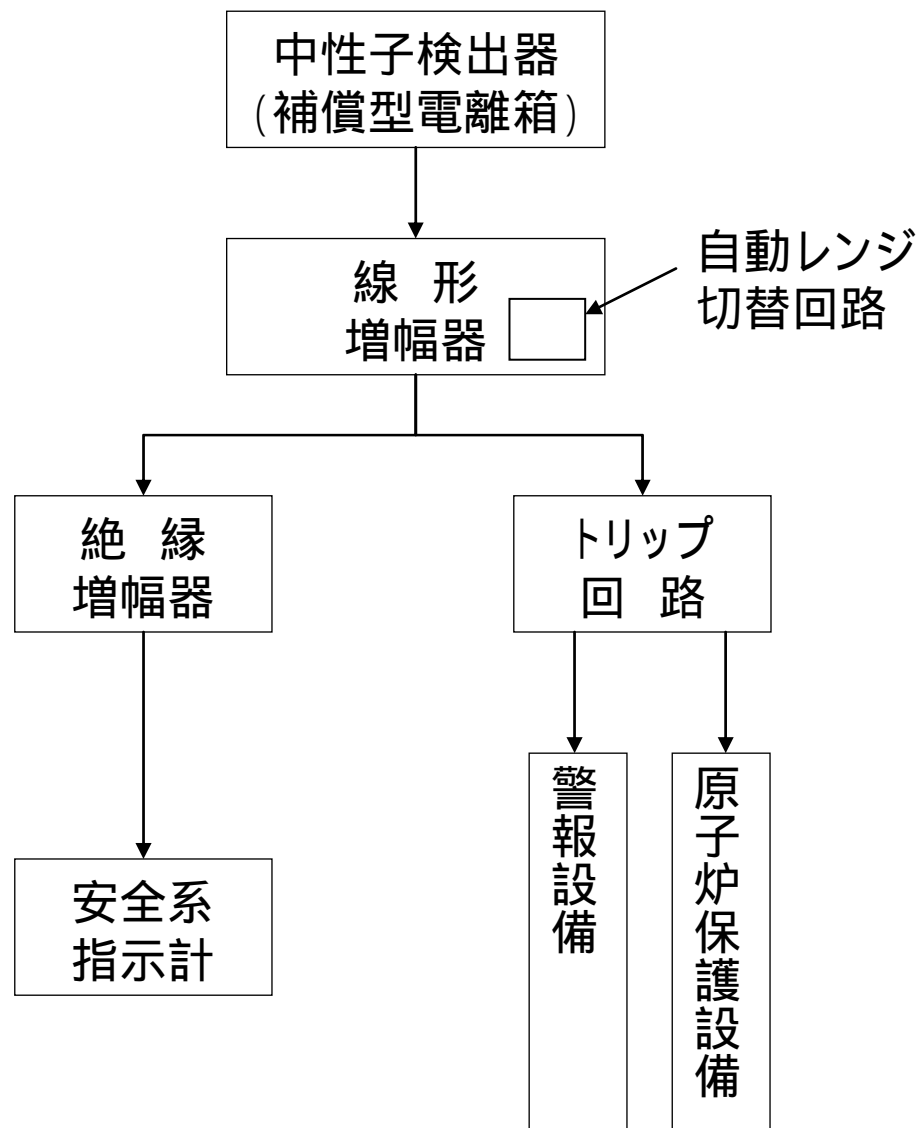 中性子検出器
(補償型電離箱)
線 形
増幅器
自動レンジ
切替回路
絶 縁
増幅器
トリップ
回 路
安全系
指示計
警報設備
原子炉保護設備